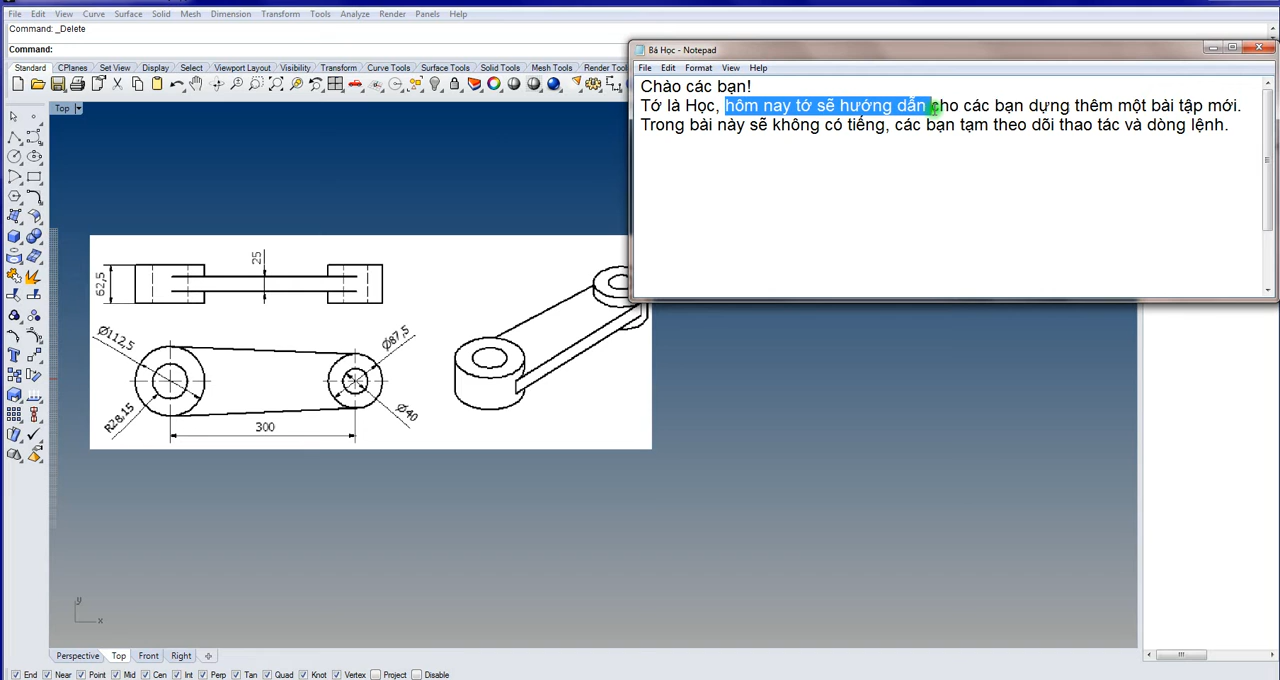 File Edit View Curve Surface Solid Mesh Dimension Transform Tools Analyze Render Panels Help
Command: _Delete
Command:
Standard CPlanes Set View Display Select Viewport Layout Visibility Transform Curve Tools Surface Tools Solid Tools Mesh Tools Render Too
Top
Bá Học - Notepad
File Edit Format View Help
Chào các bạn!
Tớ là Học, hôm nay tớ sẽ hướng dẫn cho các bạn dựng thêm một bài tập mới.
Trong bài này sẽ không có tiếng, các bạn tạm theo dõi thao tác và dòng lệnh.
25
62,5
Ø112,5
Ø87,5
R28,15
Ø40
300
y
x
Perspective Top Front Right
End Near Point Mid Cen Int Perp Tan Quad Knot Vertex Project Disable